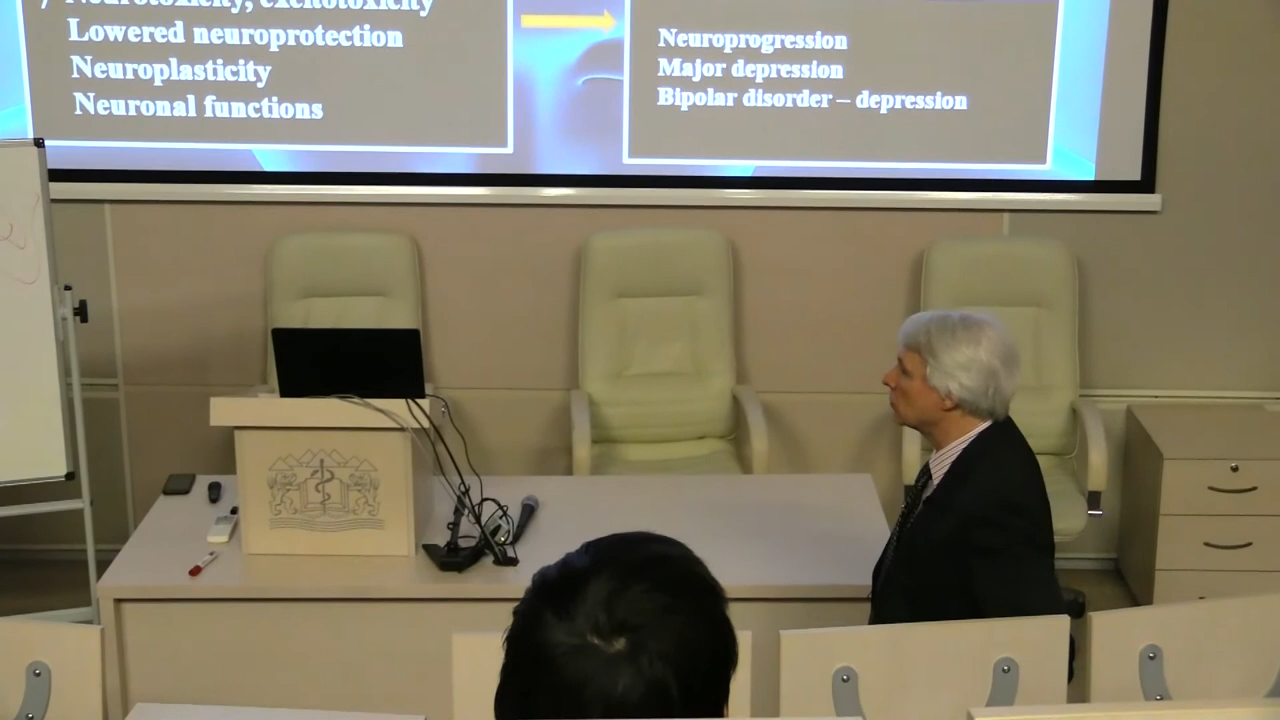 Neurotoxicity, excitotoxicity
Lowered neuroprotection
Neuroplasticity
Neuronal functions
Neuroprogression
Major depression
Bipolar disorder – depression